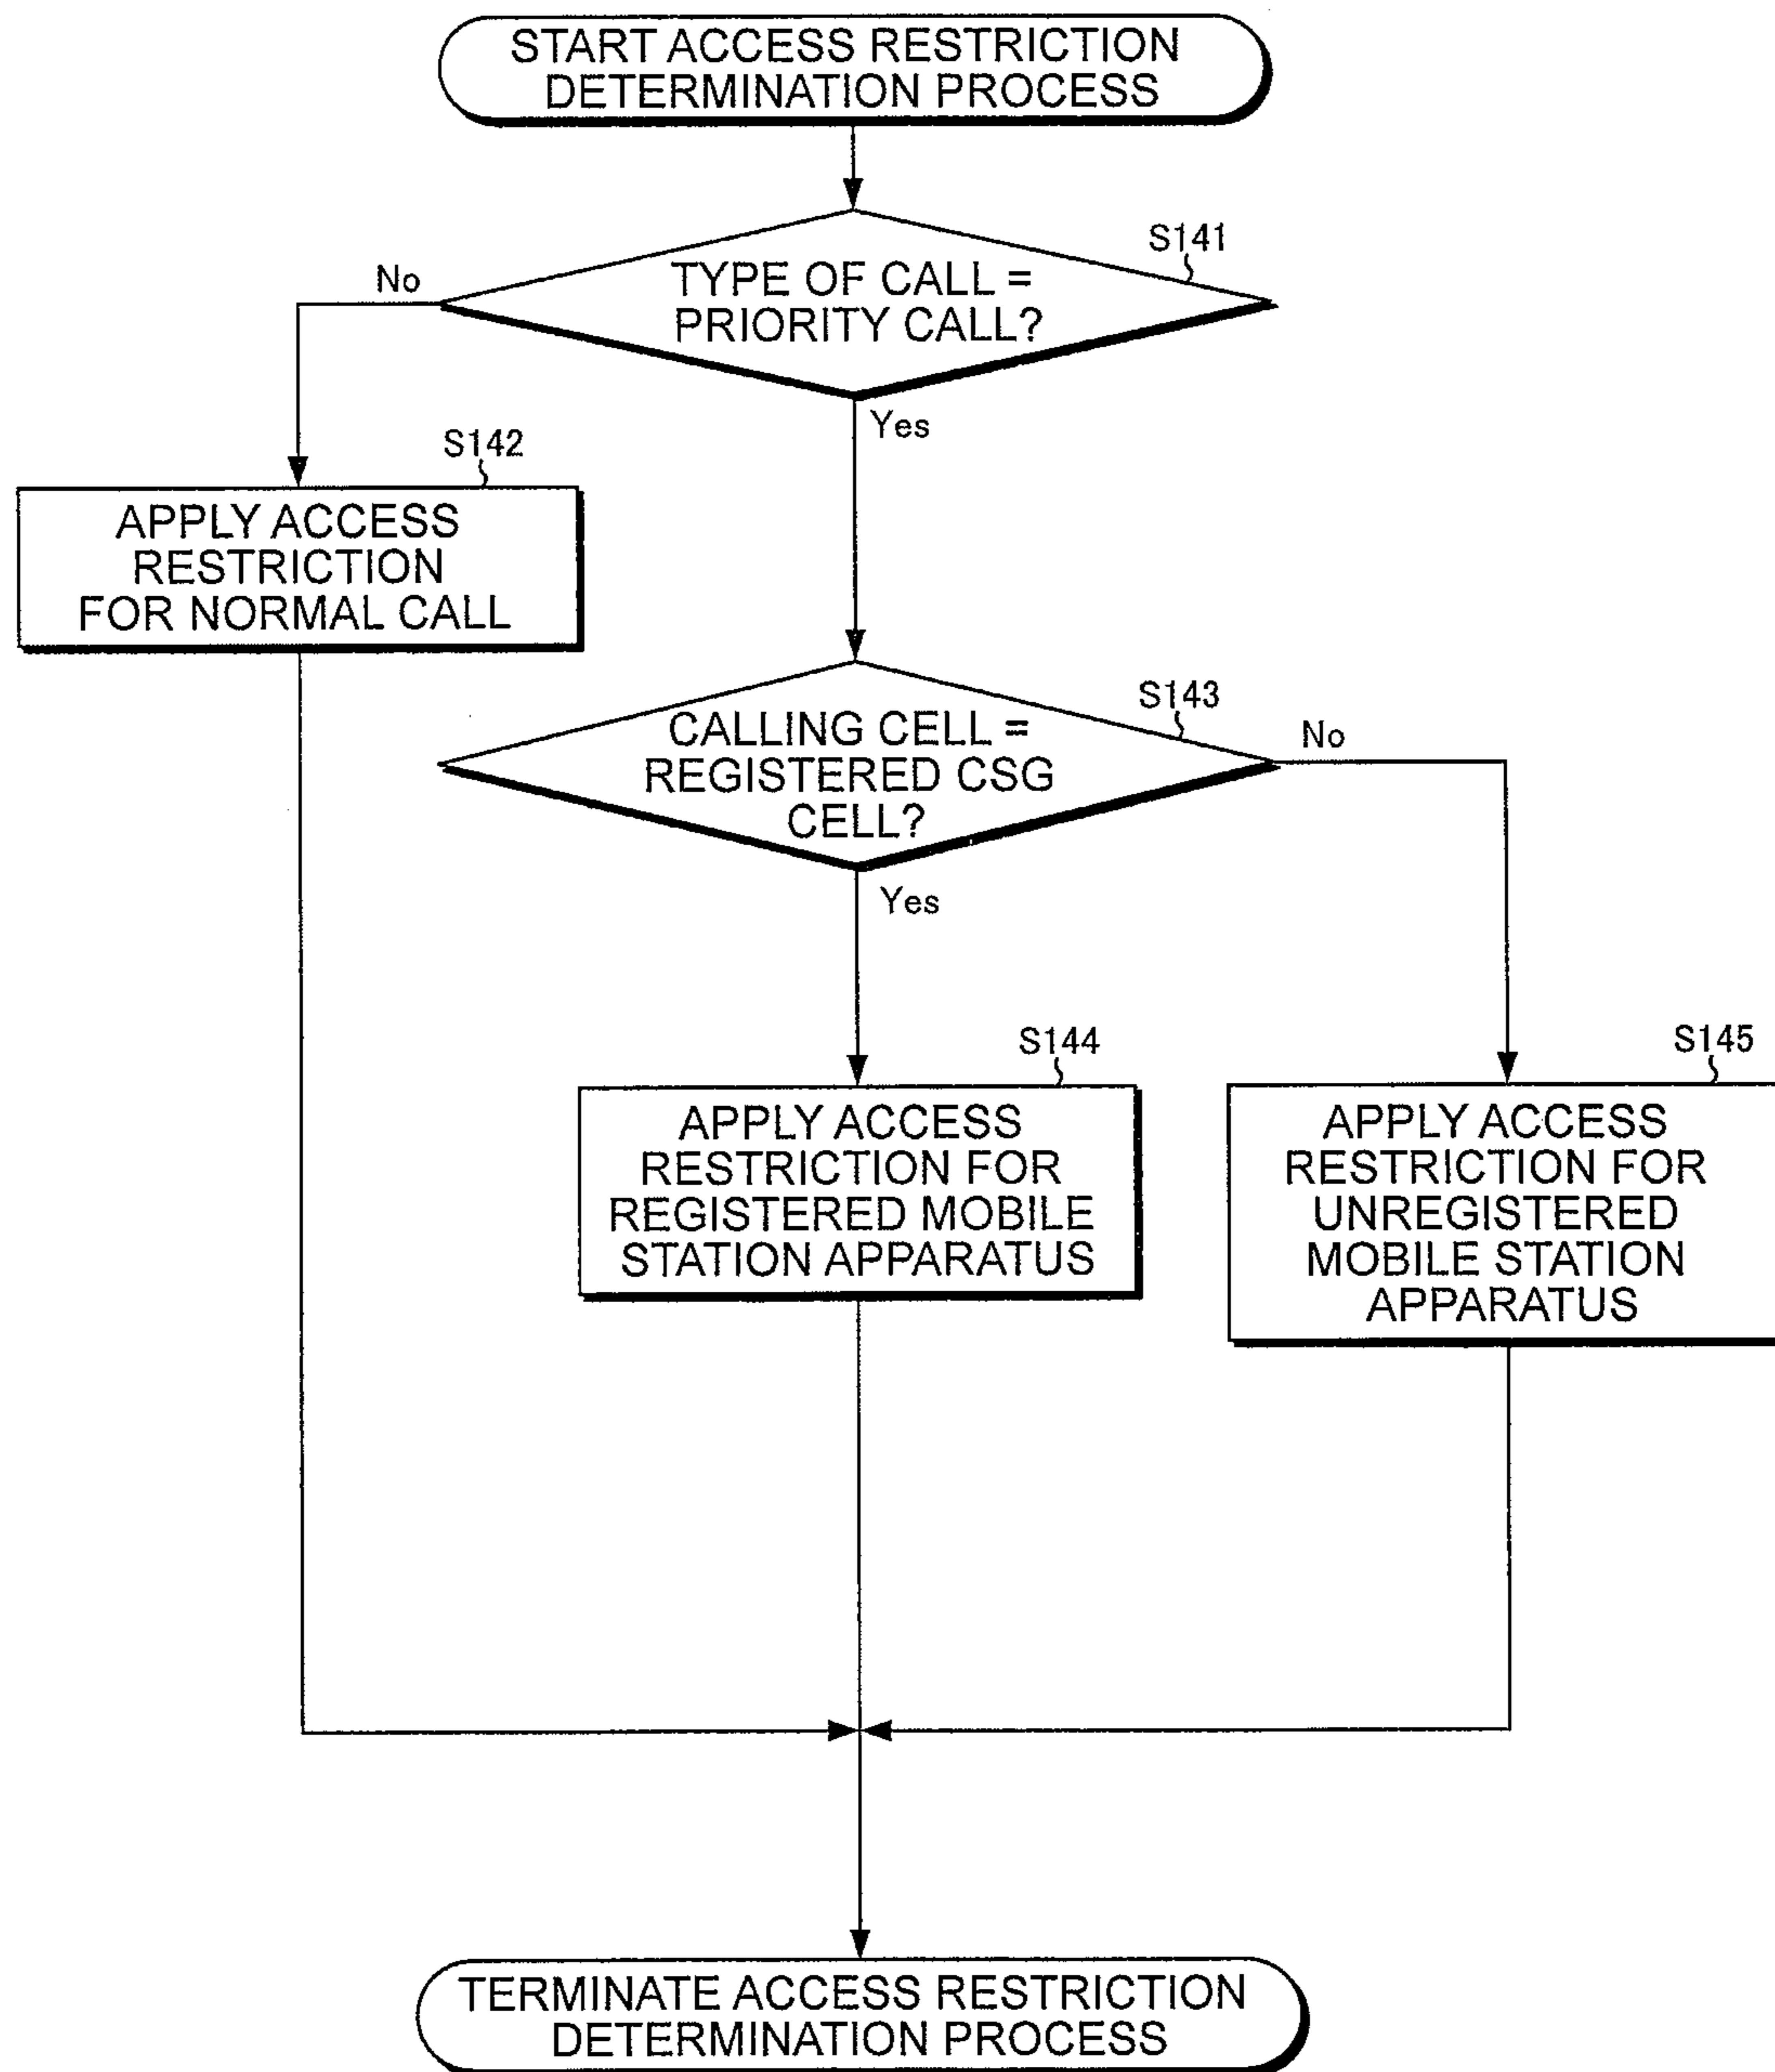 START ACCESS RESTRICTION
DETERMINATION PROCESS
S141
No
TYPE OF CALL =
PRIORITY CALL?
Yes
S142
APPLY ACCESS
RESTRICTION
FOR NORMAL CALL
S143
CALLING CELL =
REGISTERED CSG
CELL?
No
Yes
S144
APPLY ACCESS
RESTRICTION FOR
REGISTERED MOBILE
STATION APPARATUS
S145
APPLY ACCESS
RESTRICTION FOR
UNREGISTERED
MOBILE STATION
APPARATUS
TERMINATE ACCESS RESTRICTION
DETERMINATION PROCESS